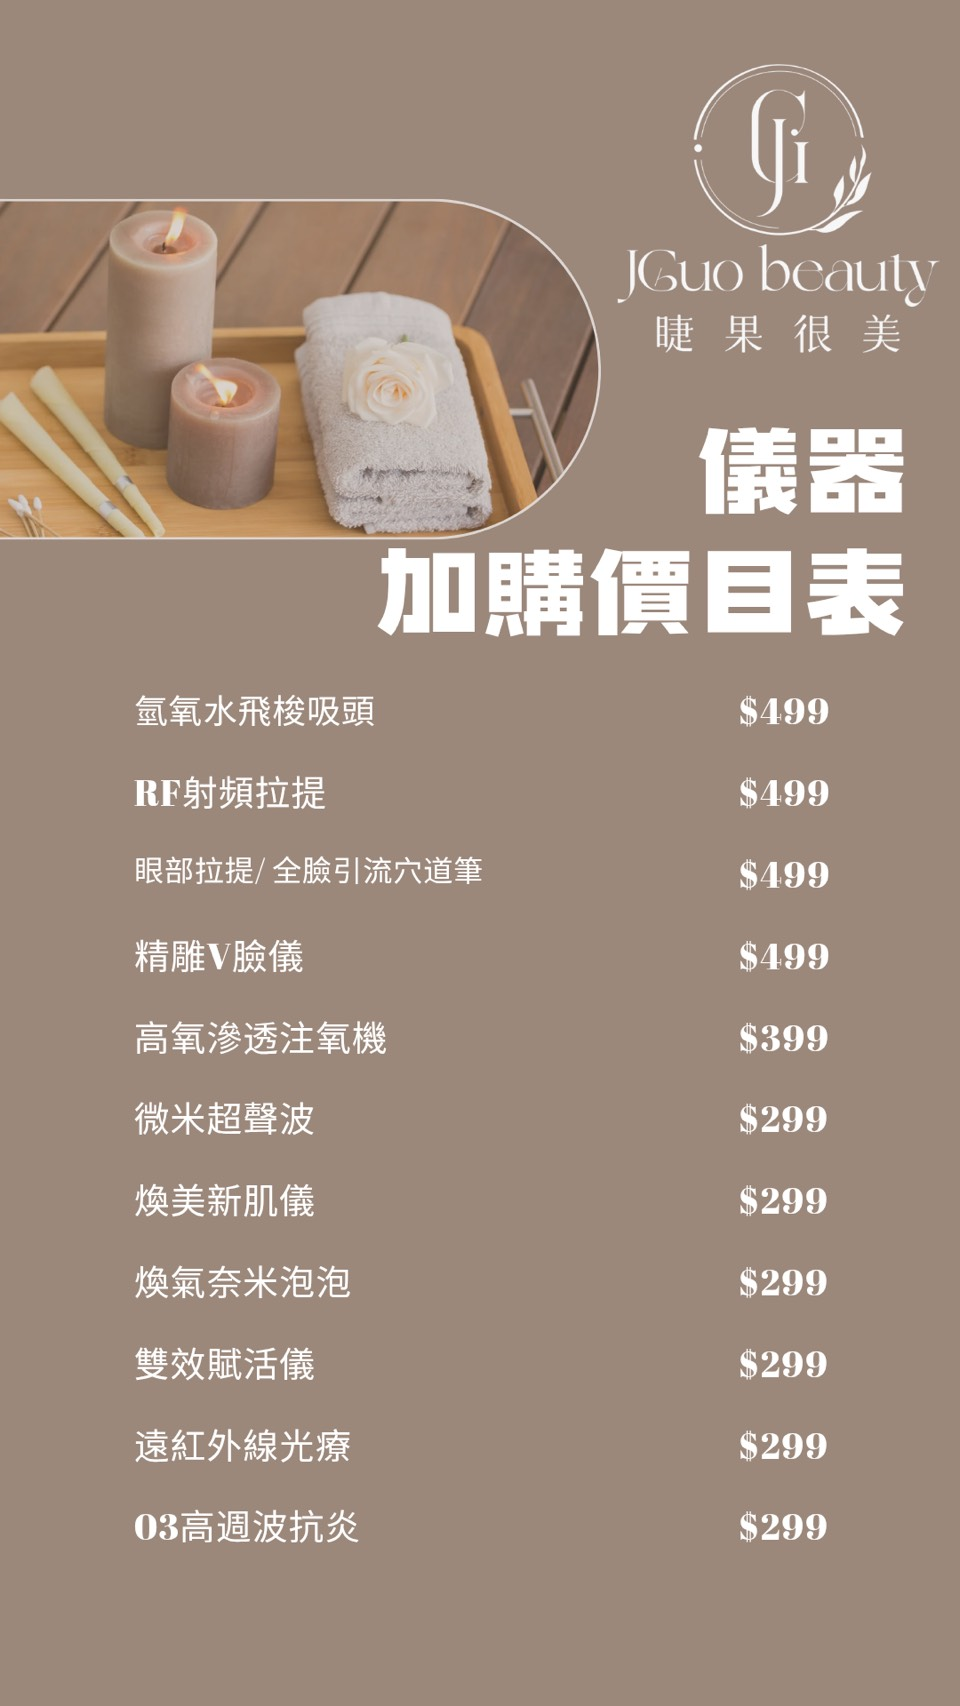 JGuo beauty
睫果很美
儀器
加購價目表
氫氧水飛梭吸頭 $499
RF射頻拉提 $499
眼部拉提/ 全臉引流穴道筆 $499
精雕V臉儀 $499
高氧滲透注氧機 $399
微米超聲波 $299
煥美新肌儀 $299
煥氣奈米泡泡 $299
雙效賦活儀 $299
遠紅外線光療 $299
O3高週波抗炎 $299